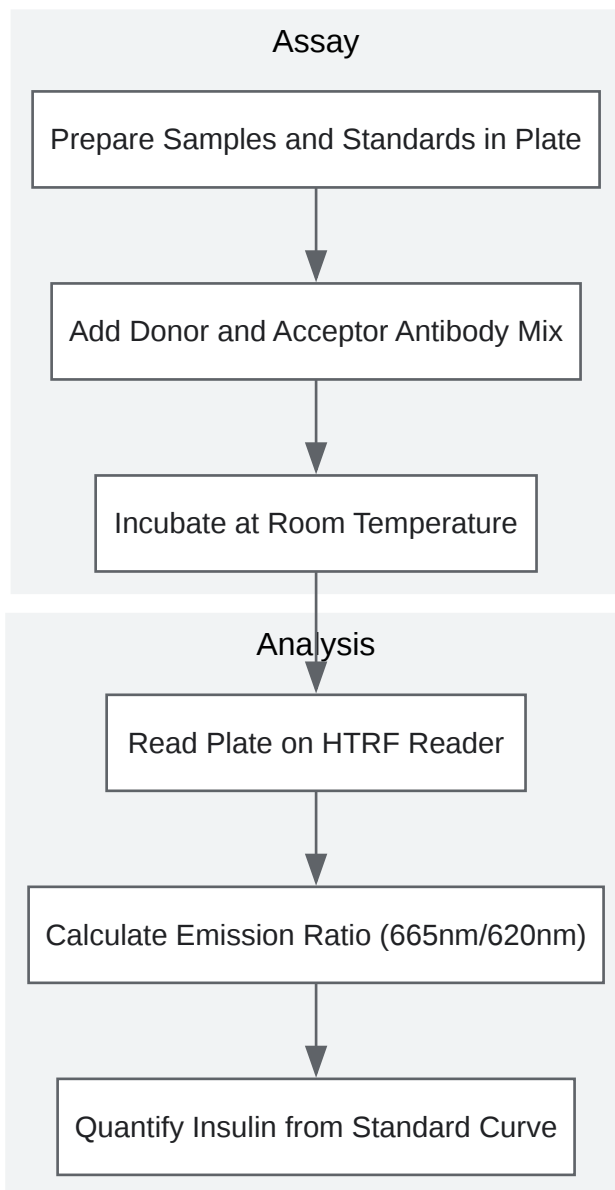 Assay
Prepare Samples and Standards in Plate
Add Donor and Acceptor Antibody Mix
Incubate at Room Temperature
Analysis
Read Plate on HTRF Reader
Calculate Emission Ratio (665nm/620nm)
Quantify Insulin from Standard Curve